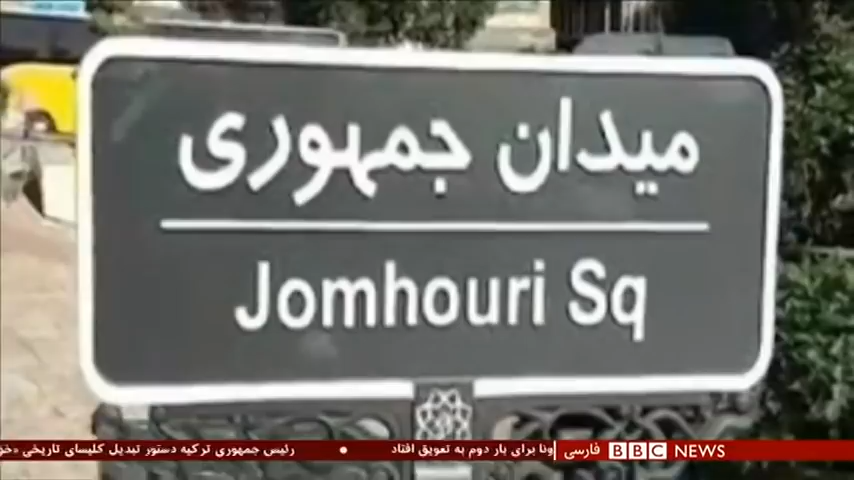 میدان جمهوری
Jomhouri Sq
رئیس جمهوری ترکیه دستور تبدیل کلیسای تاریخی • ونا برای بار دوم به تعویق افتاد
فارسی BBC NEWS